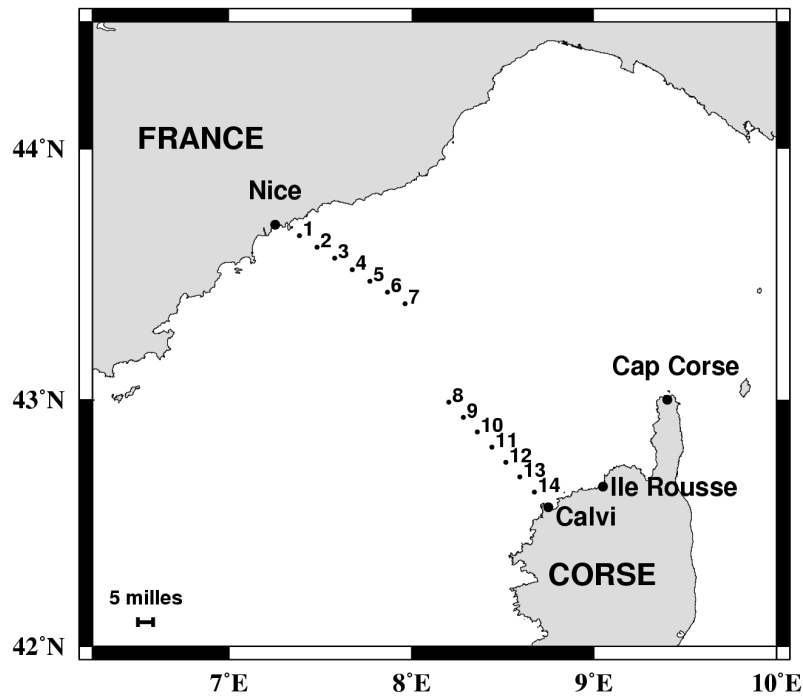 44°N
FRANCE
Nice
1
2
3
4
5
6
7
43°N
Cap Corse
8
9
10
11
12
13
14
Ile Rousse
Calvi
CORSE
5 milles
42°N
7°E
8°E
9°E
10°E